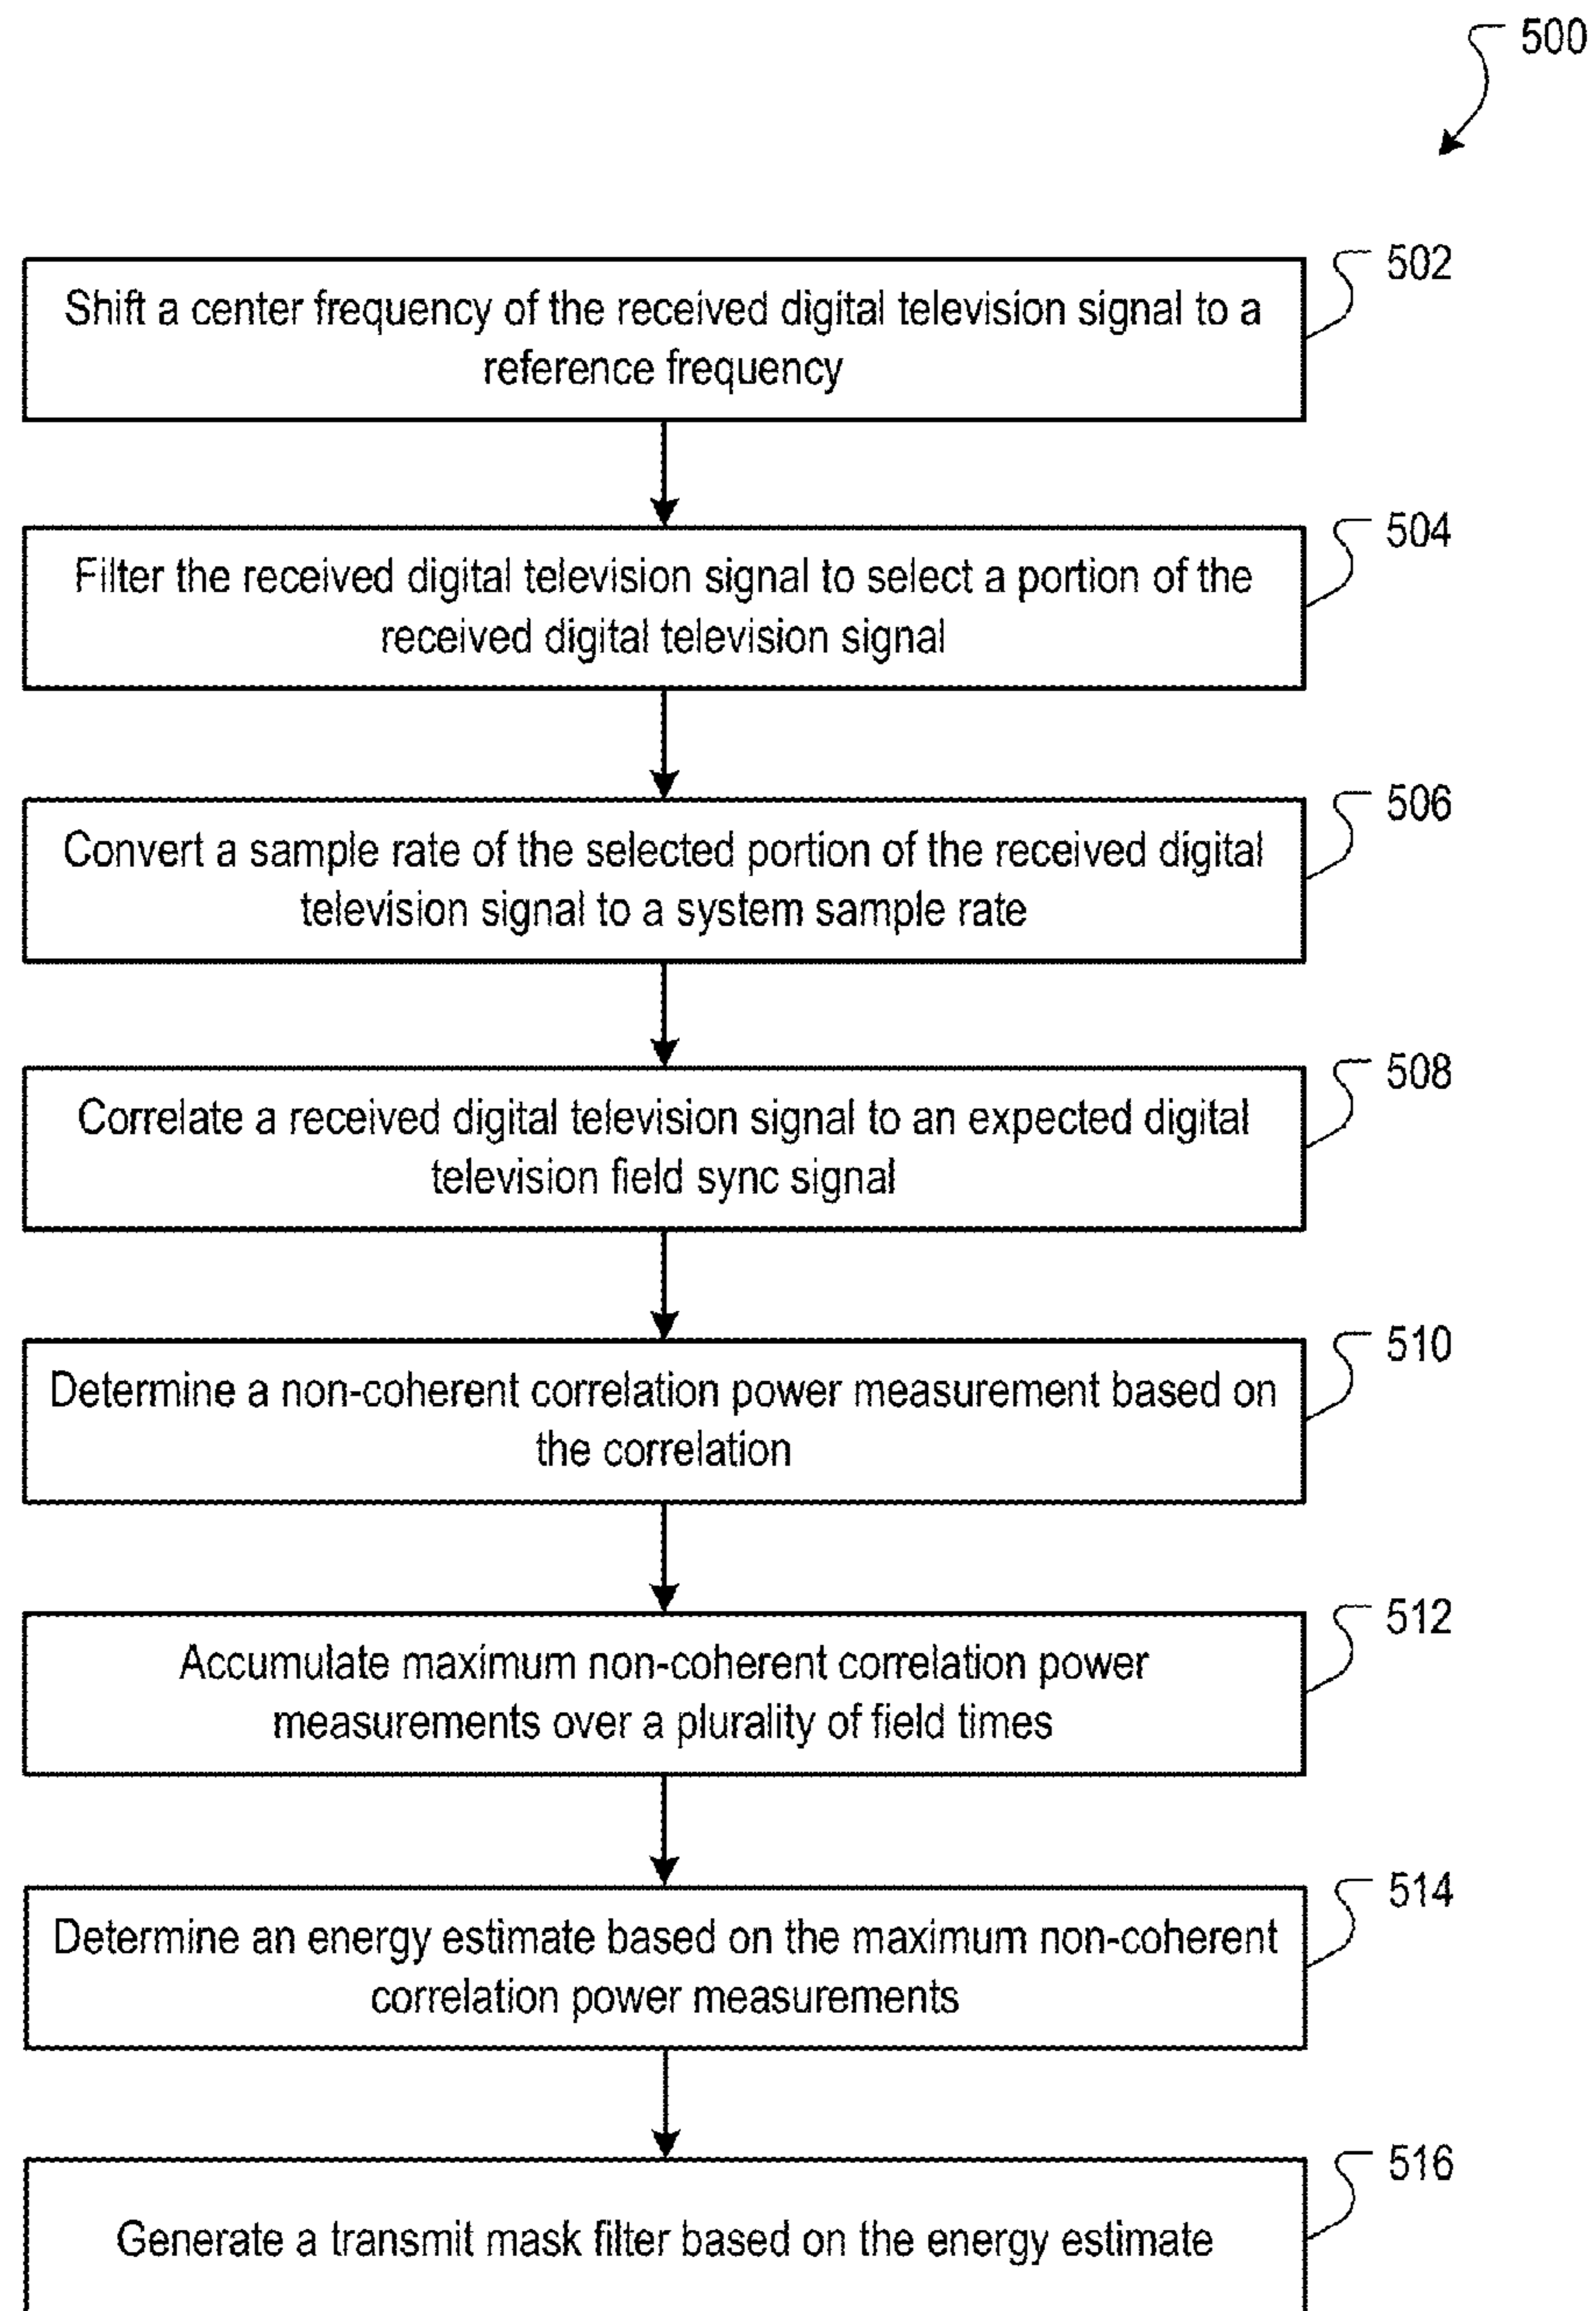 500
502
Shift a center frequency of the received digital television signal to a
reference frequency
504
Filter the received digital television signal to select a portion of the
received digital television signal
506
Convert a sample rate of the selected portion of the received digital
television signal to a system sample rate
508
Correlate a received digital television signal to an expected digital
television field sync signal
510
Determine a non-coherent correlation power measurement based on
the correlation
512
Accumulate maximum non-coherent correlation power
measurements over a plurality of field times
514
Determine an energy estimate based on the maximum non-coherent
correlation power measurements
516
Generate a transmit mask filter based on the energy estimate